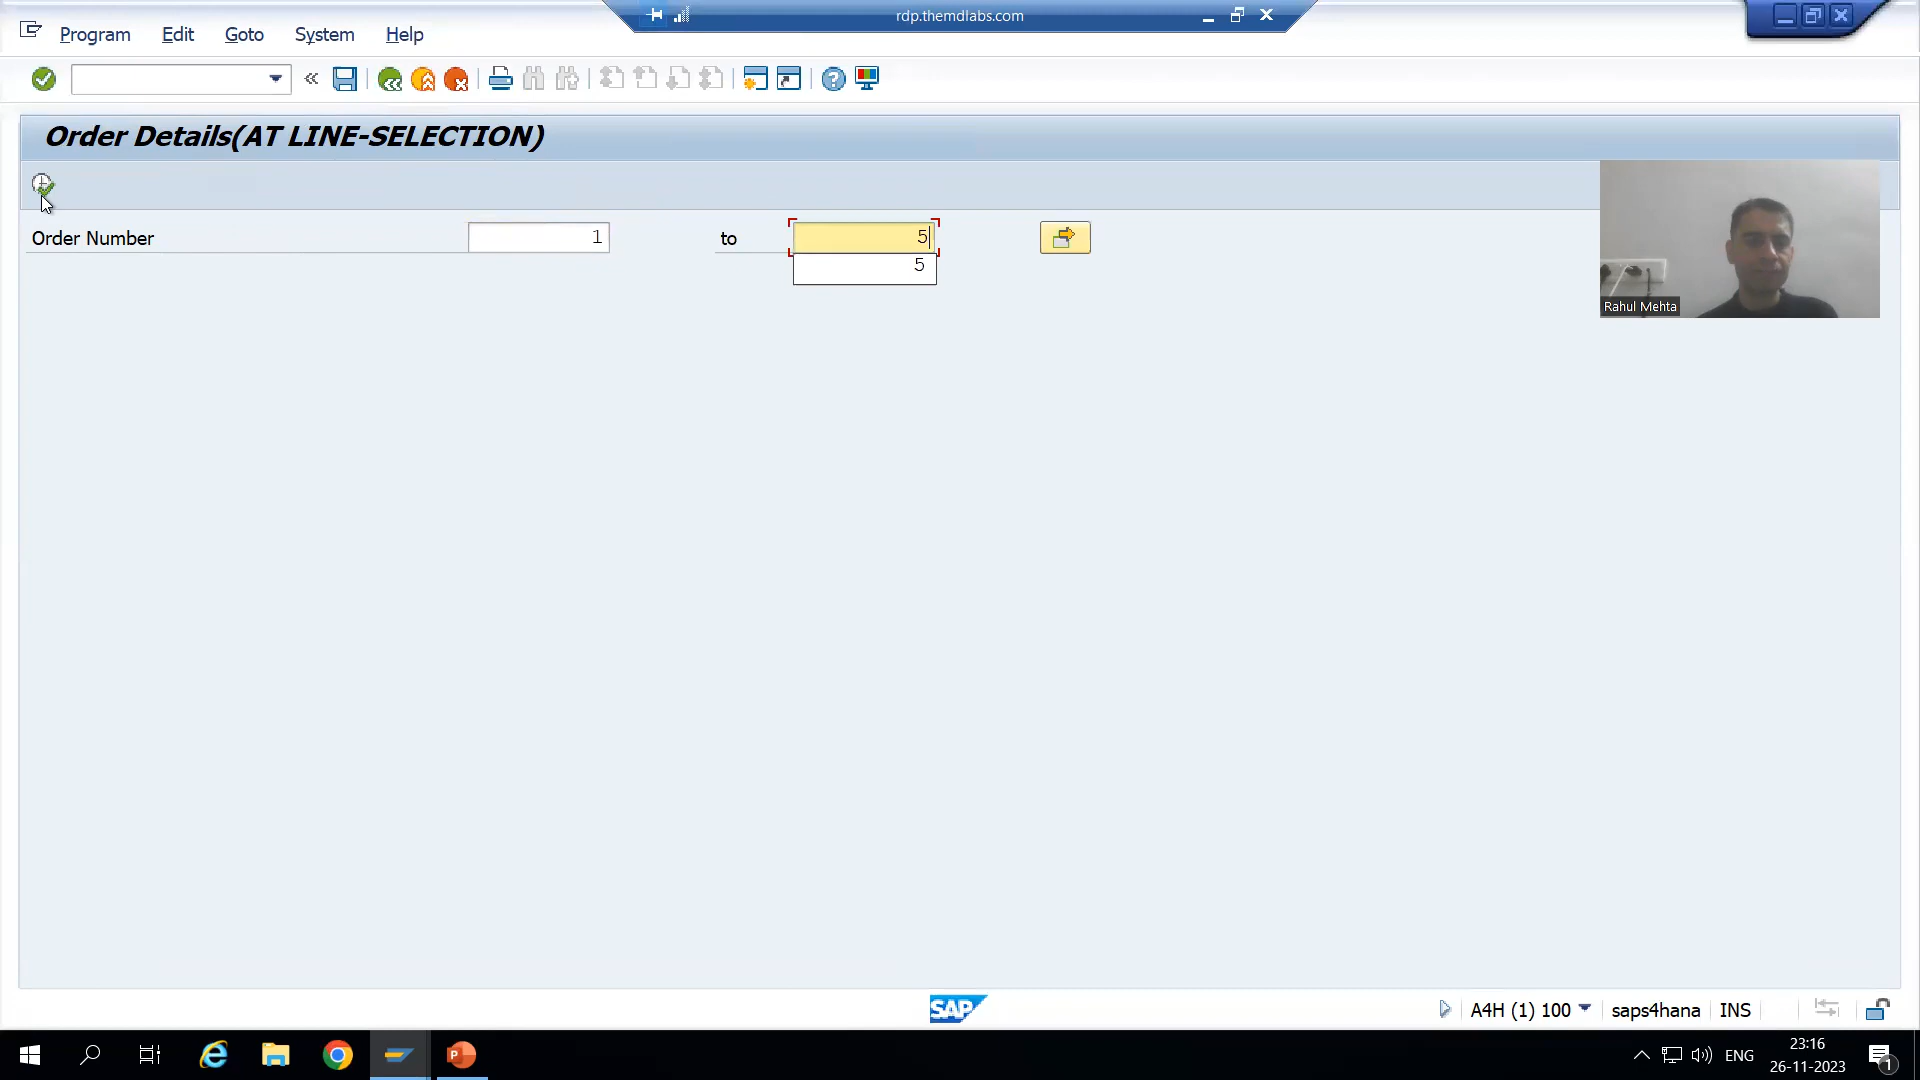 rdp.themdlabs.com
Program Edit Goto System Help
Order Details(AT LINE-SELECTION)
Order Number 1 to 5
5
Rahul Mehta
SAP A4H (1) 100 saps4hana INS
23:16
ENG
26-11-2023
1